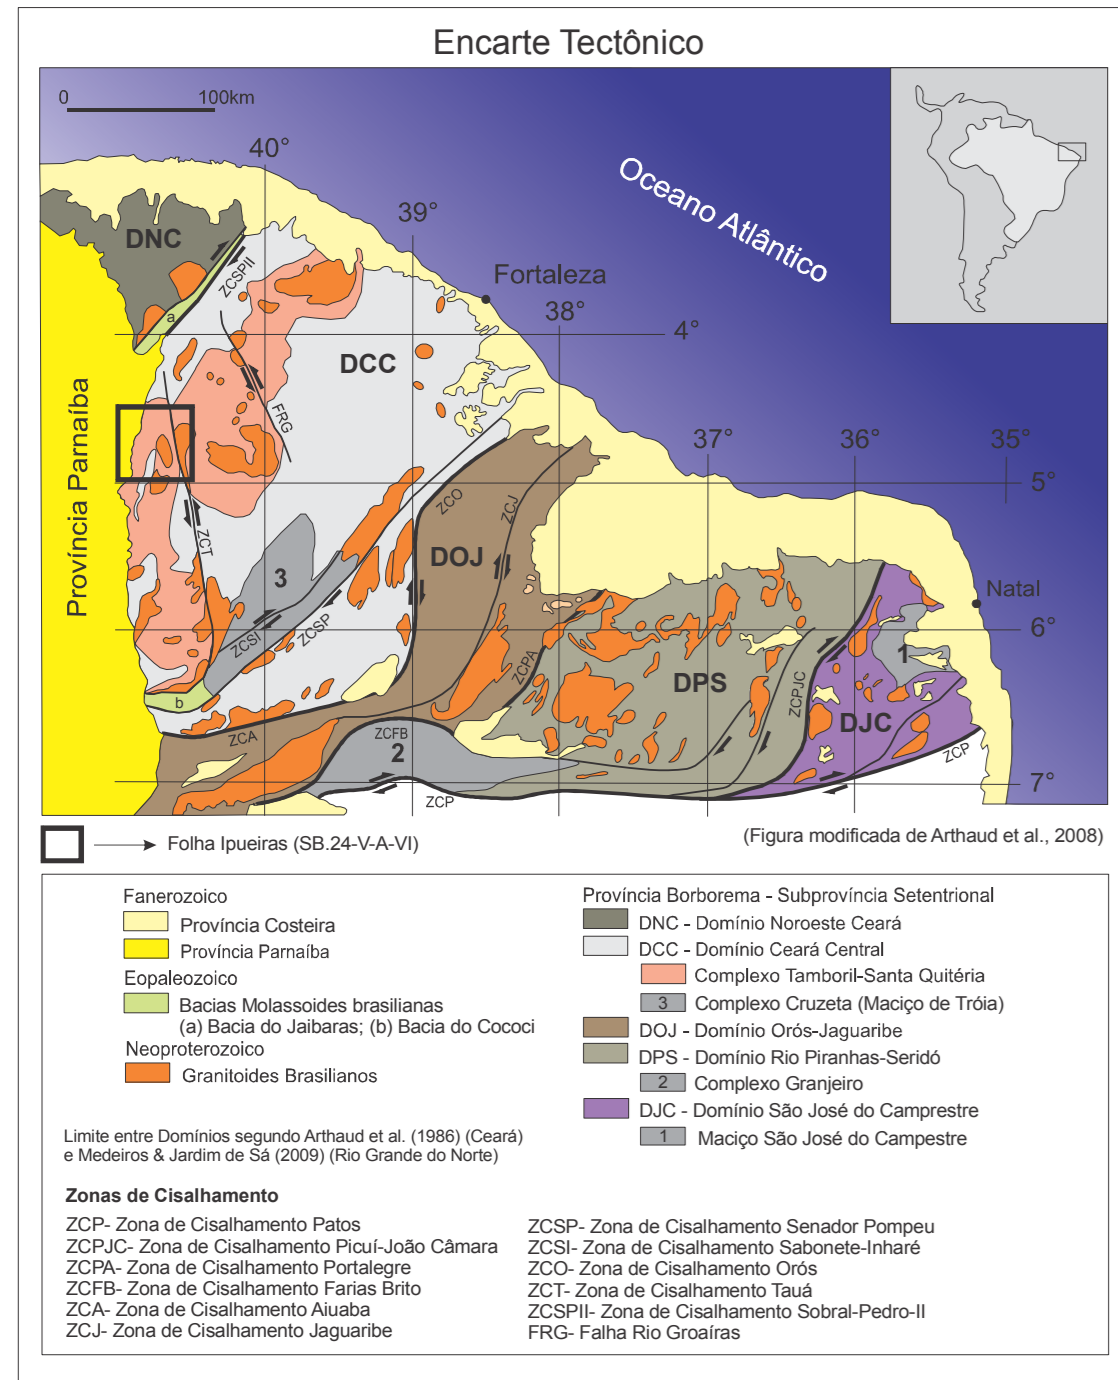 Encarte Tectônico
0 100km
40°
39°
38°
37°
36°
35°
4°
5°
6°
7°
Oceano Atlântico
Fortaleza
Natal
Província Parnaíba
DNC
ZCSPII
a
DCC
FRG
ZCT
3
ZCSI
ZCSP
b
ZCO
DOJ
ZCJ
ZCA
ZCPA
ZCFB
2
ZCP
DPS
ZCPJC
DJC
1
ZCP
Folha Ipueiras (SB.24-V-A-VI)
(Figura modificada de Arthaud et al., 2008)
Fanerozoico
Província Costeira
Província Parnaíba
Eopaleozoico
Bacias Molassoides brasilianas
(a) Bacia do Jaibaras; (b) Bacia do Cococi
Neoproterozoico
Granitoides Brasilianos
Província Borborema - Subprovíncia Setentrional
DNC - Domínio Noroeste Ceará
DCC - Domínio Ceará Central
Complexo Tamboril-Santa Quitéria
3 Complexo Cruzeta (Maciço de Tróia)
DOJ - Domínio Orós-Jaguaribe
DPS - Domínio Rio Piranhas-Seridó
2 Complexo Granjeiro
DJC - Domínio São José do Camprestre
1 Maciço São José do Campestre
Limite entre Domínios segundo Arthaud et al. (1986) (Ceará)
e Medeiros & Jardim de Sá (2009) (Rio Grande do Norte)
Zonas de Cisalhamento
ZCP- Zona de Cisalhamento Patos
ZCPJC- Zona de Cisalhamento Picuí-João Câmara
ZCPA- Zona de Cisalhamento Portalegre
ZCFB- Zona de Cisalhamento Farias Brito
ZCA- Zona de Cisalhamento Aiuaba
ZCJ- Zona de Cisalhamento Jaguaribe
ZCSP- Zona de Cisalhamento Senador Pompeu
ZCSI- Zona de Cisalhamento Sabonete-Inharé
ZCO- Zona de Cisalhamento Orós
ZCT- Zona de Cisalhamento Tauá
ZCSPII- Zona de Cisalhamento Sobral-Pedro-II
FRG- Falha Rio Groaíras